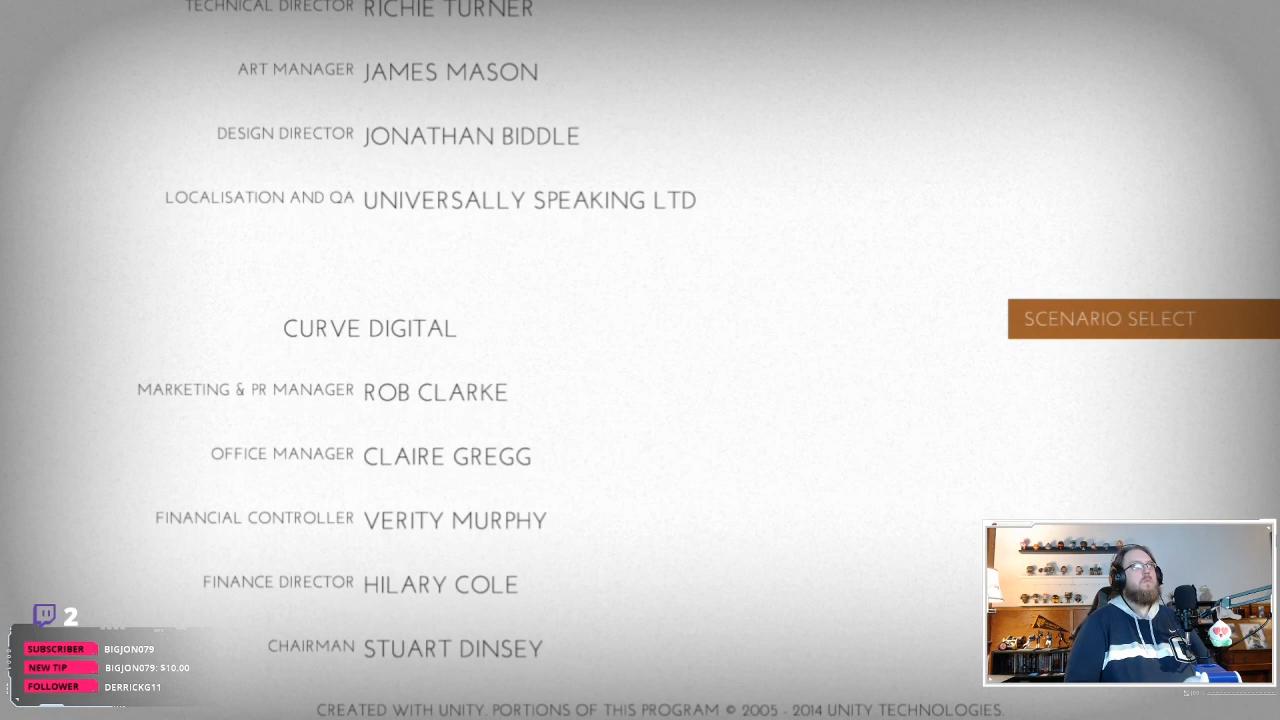 TECHNICAL DIRECTOR RICHIE TURNER
ART MANAGER JAMES MASON
DESIGN DIRECTOR JONATHAN BIDDLE
LOCALISATION AND QA UNIVERSALLY SPEAKING LTD
CURVE DIGITAL
SCENARIO SELECT
MARKETING & PR MANAGER ROB CLARKE
OFFICE MANAGER CLAIRE GREGG
FINANCIAL CONTROLLER VERITY MURPHY
FINANCE DIRECTOR HILARY COLE
CHAIRMAN STUART DINSEY
2
SUBSCRIBER BIGJON079
NEW TIP BIGJON079: $10.00
FOLLOWER DERRICKG11
CREATED WITH UNITY. PORTIONS OF THIS PROGRAM © 2005 - 2014 UNITY TECHNOLOGIES.